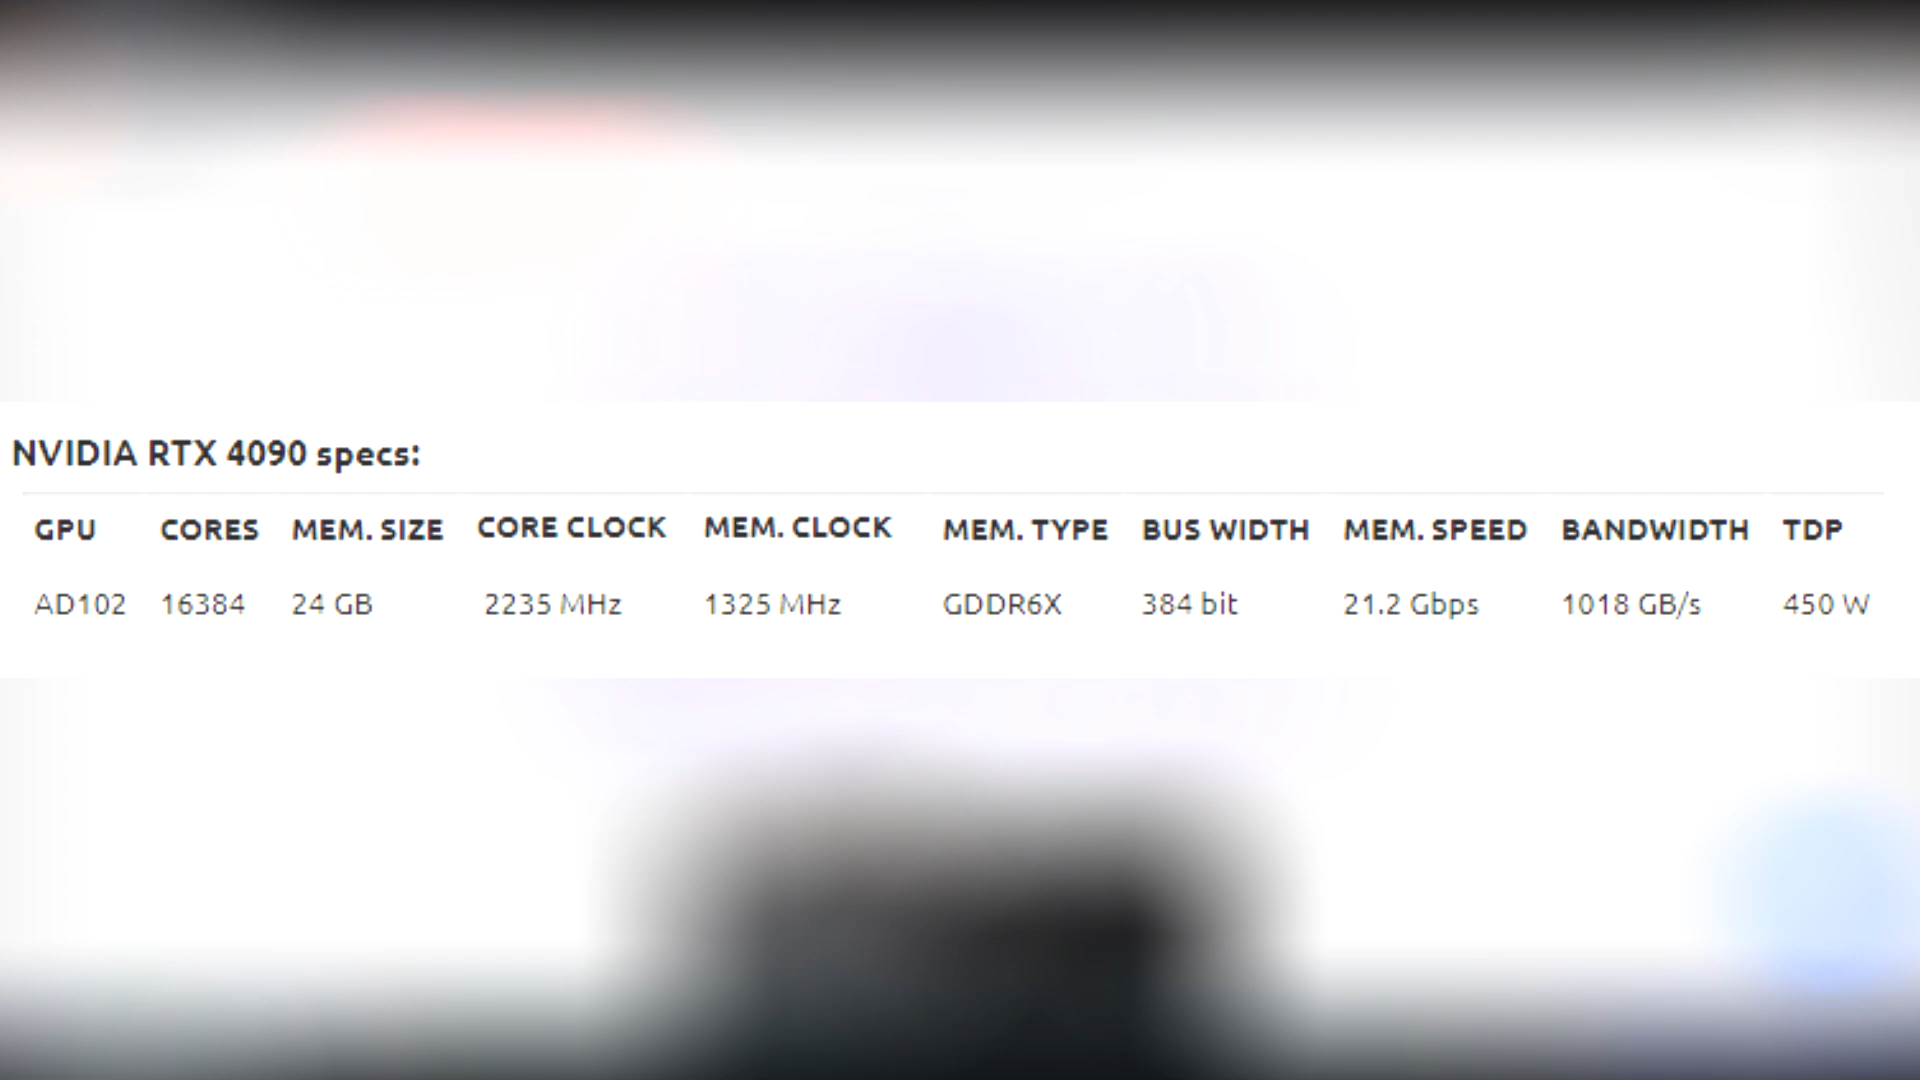 NVIDIA RTX 4090 specs:
GPU CORES MEM. SIZE CORE CLOCK MEM. CLOCK MEM. TYPE BUS WIDTH MEM. SPEED BANDWIDTH TDP
AD102 16384 24 GB 2235 MHz 1325 MHz GDDR6X 384 bit 21.2 Gbps 1018 GB/s 450 W